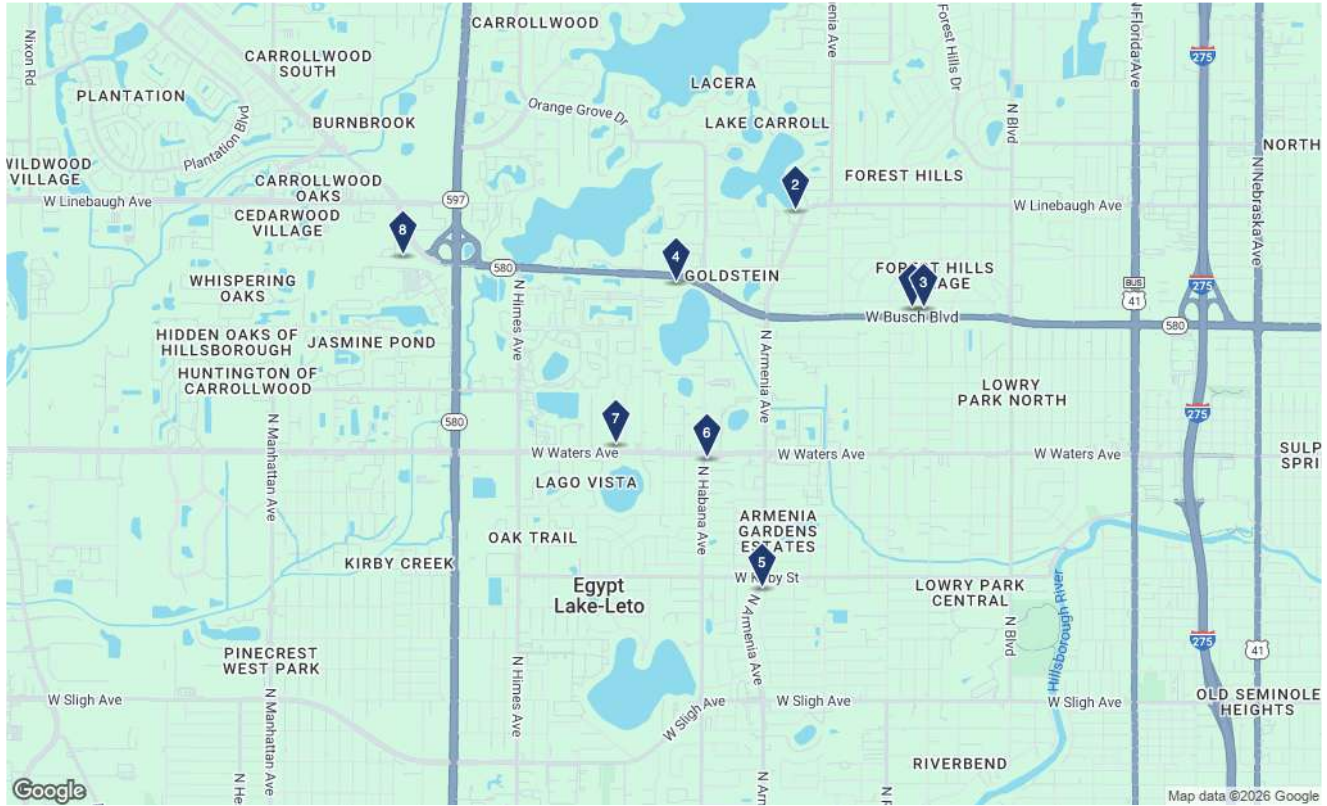 CARROLLWOOD
Nixon Rd
CARROLLWOOD
SOUTH
N Florida Ave
Forest Hills Dr
275
LACERA
PLANTATION
Orange Grove Dr
N Blvd
BURNBROOK
LAKE CARROLL
Plantation Blvd
NORTH
WILDWOOD
VILLAGE
CARROLLWOOD
OAKS
FOREST HILLS
2
W Linebaugh Ave
597
W Linebaugh Ave
CEDARWOOD
VILLAGE
8
N Nebraska Ave
4
580
GOLDSTEIN
FOREST HILLS
3
WHISPERING
OAKS
BUS
41
275
W Busch Blvd
580
N Himes Ave
HIDDEN OAKS OF
HILLSBOROUGH
JASMINE POND
N Armenia Ave
HUNTINGTON OF
CARROLLWOOD
LOWRY
PARK NORTH
275
580
7
6
N Manhattan Ave
W Waters Ave
W Waters Ave
W Waters Ave
LAGO VISTA
N Habana Ave
ARMENIA
GARDENS
ESTATES
OAK TRAIL
KIRBY CREEK
5
Egypt
Lake-Leto
LOWRY PARK
CENTRAL
Hillsborough River
N Armenia Ave
N Blvd
275
41
PINECREST
WEST PARK
N Himes Ave
N Manhattan Ave
W Sligh Ave
W Sligh Ave
W Sligh Ave
W Sligh Ave
OLD SEMINOLE
HEIGHTS
RIVERBEND
Google
Map data ©2026 Google